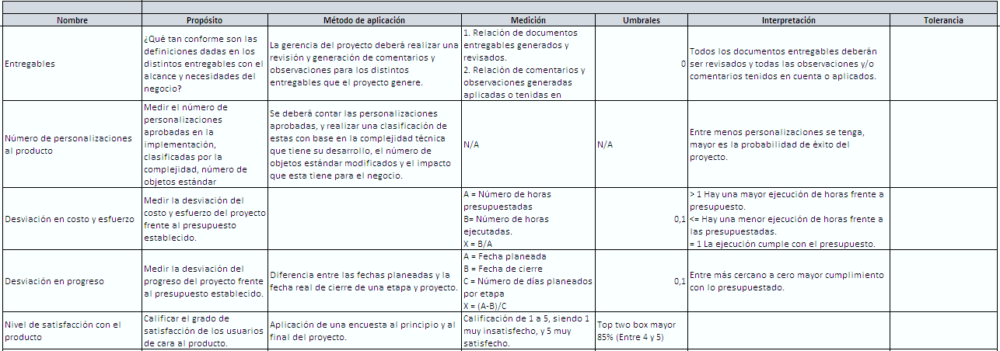 Nombre
Propósito
Método de aplicación
Medición
Umbrales
Interpretación
Tolerancia
Entregables
¿Qué tan conforme son las
definiciones dadas en los
distintos entregables con el
alcance y necesidades del
negocio?
La gerencia del proyecto deberá realizar una
revisión y generación de comentarios y
observaciones para los distintos
entregables que el proyecto genere.
1. Relación de documentos
entregables generados y
revisados.
2. Relación de comentarios y
observaciones generadas
aplicadas o tenidas en
0
Todos los documentos entregables deberán
ser revisados y todas las observaciones y/o
comentarios tenidos en cuenta o aplicados.
Número de personalizaciones
al producto
Medir el número de
personalizaciones
aprobadas en la
implementación,
clasificadas por la
complejidad, número de
objetos estándar
Se deberá contar las personalizaciones
aprobadas, y realizar una clasificación de
estas con base en la complejidad técnica
que tiene su desarrollo, el número de
objetos estándar modificados y el impacto
que esta tiene para el negocio.
N/A
N/A
Entre menos personalizaciones se tenga,
mayor es la probabilidad de éxito del
proyecto.
Desviación en costo y esfuerzo
Medir la desviación del
costo y esfuerzo del proyecto
frente al presupuesto
establecido.
A = Número de horas
presupuestadas
B= Número de horas
ejecutadas.
X = B/A
0,1
> 1 Hay una mayor ejecución de horas frente a
presupuesto.
<= Hay una menor ejecución de horas frente a
las presupuestadas.
= 1 La ejecución cumple con el presupuesto.
Desviación en progreso
Medir la desviación del
progreso del proyecto frente
al presupuesto establecido.
Diferencia entre las fechas planeadas y la
fecha real de cierre de una etapa y proyecto.
A = Fecha planeada
B = Fecha de cierre
C = Número de días planeados
por etapa
X = (A-B)/C
0,1
Entre más cercano a cero mayor cumplimiento
con lo presupuestado.
Nivel de satisfacción con el
producto
Calificar el grado de
satisfacción de los usuarios
de cara al producto.
Aplicación de una encuesta al principio y al
final del proyecto.
Calificación de 1 a 5, siendo 1
muy insatisfecho, y 5 muy
satisfecho.
Top two box mayor
85% (Entre 4 y 5)